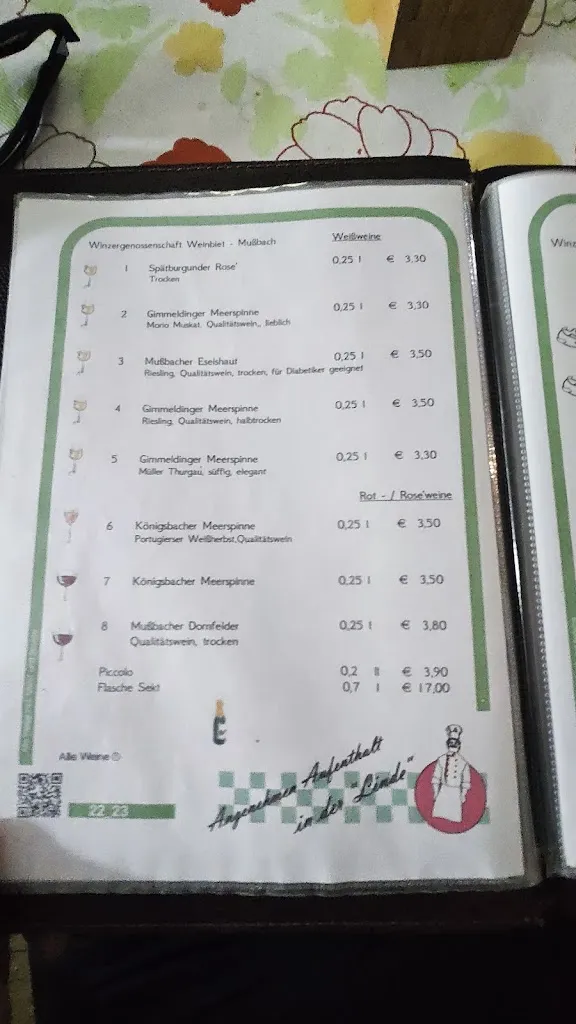 Winzergenossenschaft Weinbiet - Mußbach Weißweine
1 Spätburgunder Rose' 0,25 l € 3,30
Trocken
2 Gimmeldinger Meerspinne 0,25 l € 3,30
Morio Muskat, Qualitätswein,, lieblich
3 Mußbacher Eselshaut 0,25 l € 3,50
Riesling, Qualitätswein, trocken, für Diabetiker geeignet
4 Gimmeldinger Meerspinne 0,25 l € 3,50
Riesling, Qualitätswein, halbtrocken
5 Gimmeldinger Meerspinne 0,25 l € 3,30
Müller Thurgau, süffig, elegant
Rot - / Rose'weine
6 Königsbacher Meerspinne 0,25 l € 3,50
Portugierser Weißherbst,Qualitätswein
7 Königsbacher Meerspinne 0,25 l € 3,50
8 Mußbacher Dornfelder 0,25 l € 3,80
Qualitätswein, trocken
Piccolo 0,2 l € 3,90
Flasche Sekt 0,7 l € 17,00
Alle Weine
22 23
Angenehmen Aufenthalt
in der "Linde"
Winz